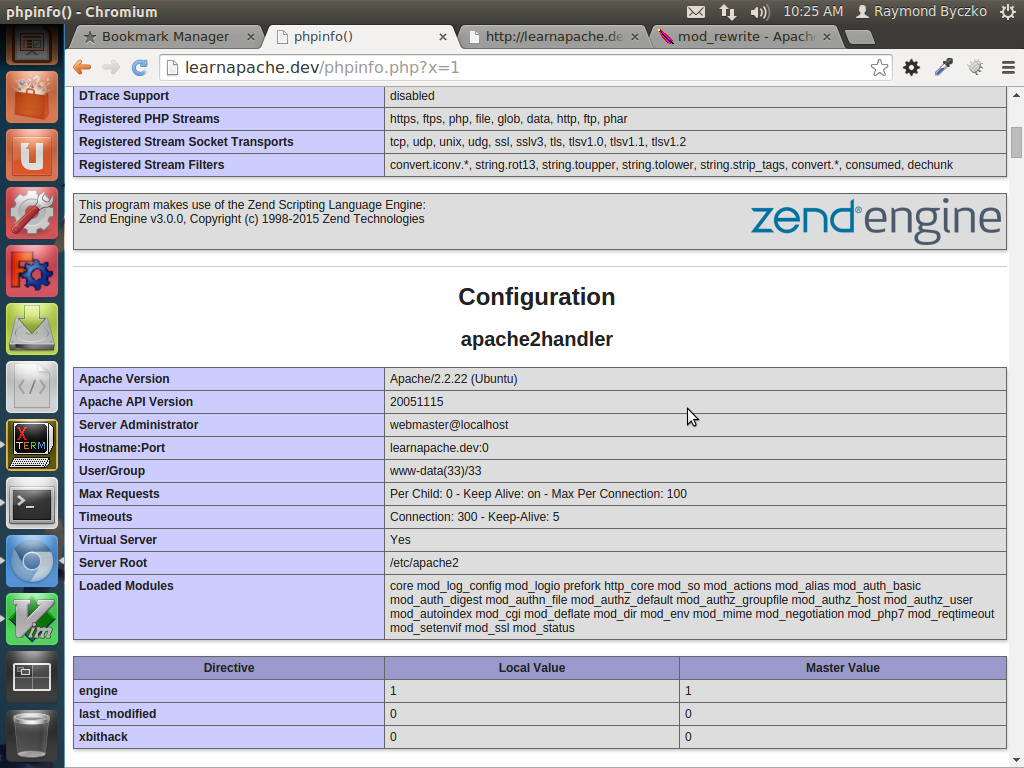 phpinfo() - Chromium
10:25 AM
Raymond Byczko
Bookmark Manager ×
phpinfo() ×
http://learnapache.de ×
mod_rewrite - Apach ×
learnapache.dev/phpinfo.php?x=1
DTrace Support disabled
Registered PHP Streams https, ftps, php, file, glob, data, http, ftp, phar
Registered Stream Socket Transports tcp, udp, unix, udg, ssl, sslv3, tls, tlsv1.0, tlsv1.1, tlsv1.2
Registered Stream Filters convert.iconv.*, string.rot13, string.toupper, string.tolower, string.strip_tags, convert.*, consumed, dechunk
This program makes use of the Zend Scripting Language Engine:
Zend Engine v3.0.0, Copyright (c) 1998-2015 Zend Technologies
zend® engine
Configuration
apache2handler
Apache Version Apache/2.2.22 (Ubuntu)
Apache API Version 20051115
Server Administrator webmaster@localhost
Hostname:Port learnapache.dev:0
User/Group www-data(33)/33
Max Requests Per Child: 0 - Keep Alive: on - Max Per Connection: 100
Timeouts Connection: 300 - Keep-Alive: 5
Virtual Server Yes
Server Root /etc/apache2
Loaded Modules core mod_log_config mod_logio prefork http_core mod_so mod_actions mod_alias mod_auth_basic
mod_auth_digest mod_authn_file mod_authz_default mod_authz_groupfile mod_authz_host mod_authz_user
mod_autoindex mod_cgi mod_deflate mod_dir mod_env mod_mime mod_negotiation mod_php7 mod_reqtimeout
mod_setenvif mod_ssl mod_status
Directive Local Value Master Value
engine 1 1
last_modified 0 0
xbithack 0 0
U
</>
X
TERM
>_
Vim